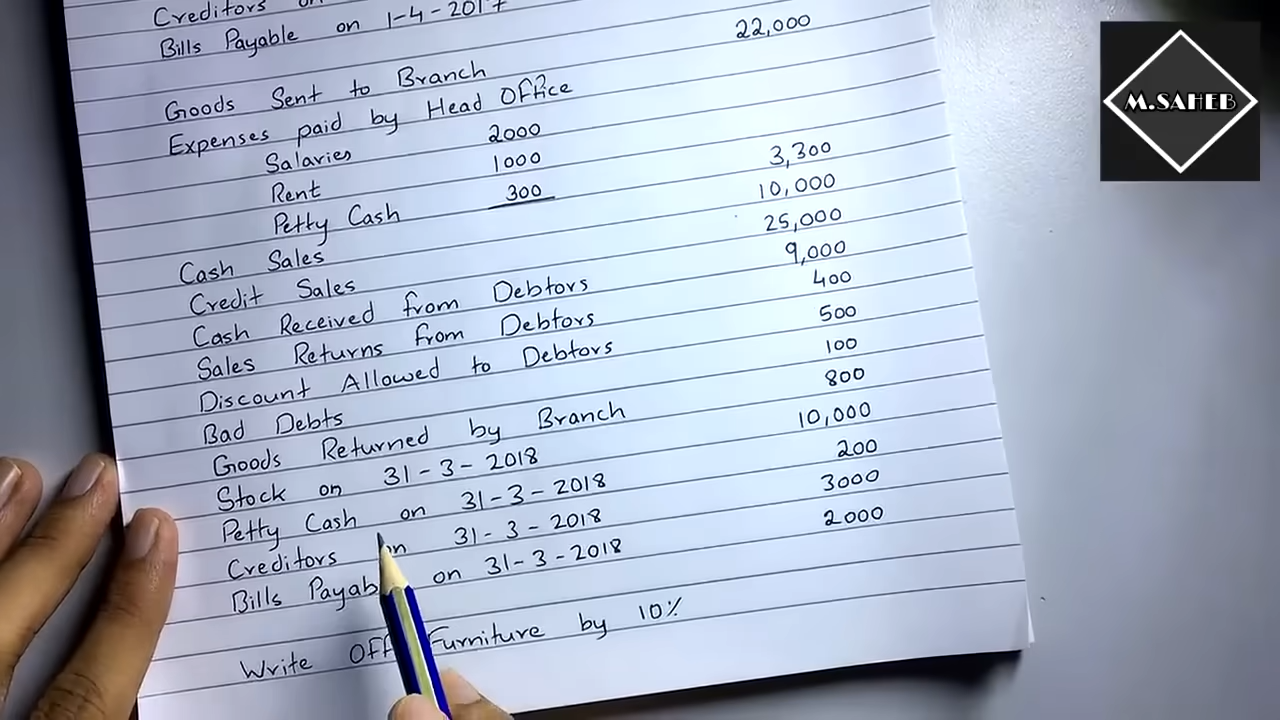 Creditors on
Bills Payable on 1-4-2017
Goods Sent to Branch 22,000
Expenses paid by Head Office
Salaries 2000
Rent 1000
Petty Cash 300 3,300
Cash Sales 10,000
Credit Sales 25,000
Cash Received from Debtors 9,000
Sales Returns from Debtors 400
Discount Allowed to Debtors 500
Bad Debts 100
Goods Returned by Branch 800
Stock on 31-3-2018 10,000
Petty Cash on 31-3-2018 200
Creditors on 31-3-2018 3000
Bills Payable on 31-3-2018 2000
Write Off Furniture by 10%
M.SAHEB